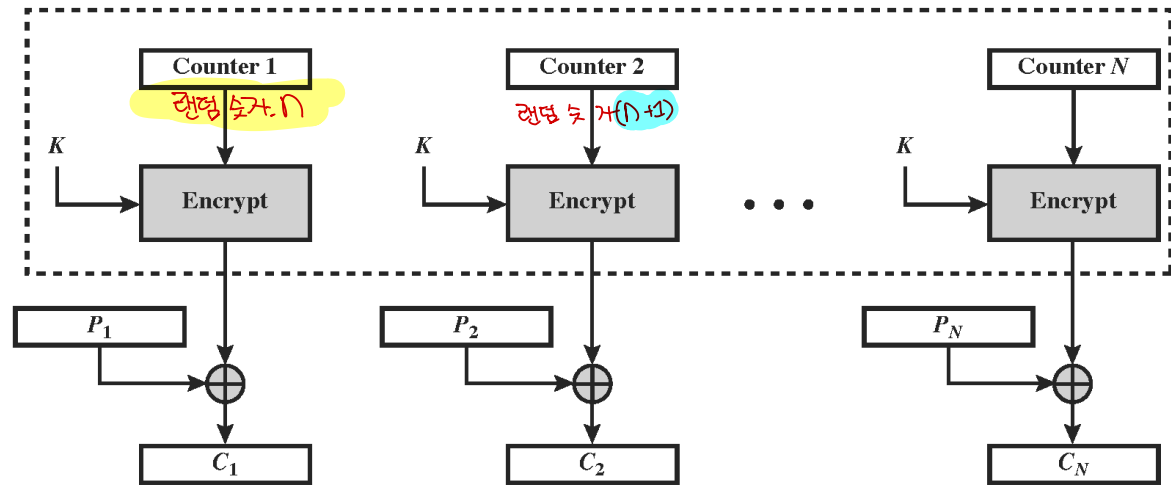 Counter 1 Counter 2 Counter N
랜덤 숫자 n 랜덤 숫자(n+1)
K K K
Encrypt Encrypt • • • Encrypt
P1 P2 PN
C1 C2 CN